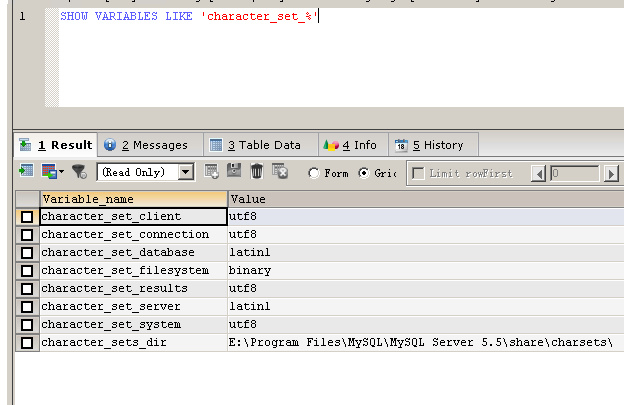 1 SHOW VARIABLES LIKE 'character_set_%'
1 Result 2 Messages 3 Table Data 4 Info 5 History
(Read Only) Form Gric Limit rowFirst 0
Variable_name Value
character_set_client utf8
character_set_connection utf8
character_set_database latin1
character_set_filesystem binary
character_set_results utf8
character_set_server latin1
character_set_system utf8
character_sets_dir E:\Program Files\MySQL\MySQL Server 5.5\share\charsets\